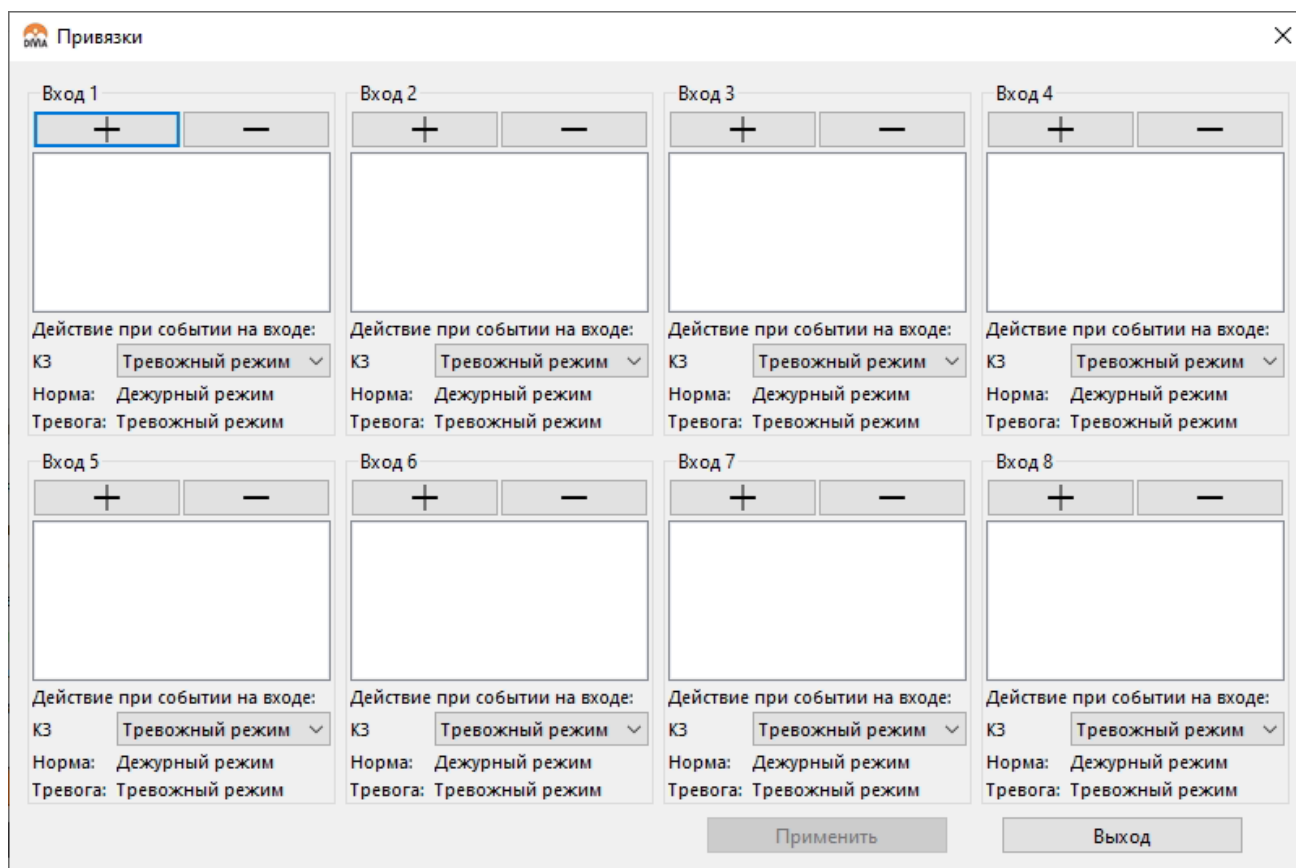 DIVIA Привязки
Вход 1 Вход 2 Вход 3 Вход 4
Действие при событии на входе: Действие при событии на входе: Действие при событии на входе: Действие при событии на входе:
КЗ Тревожный режим КЗ Тревожный режим КЗ Тревожный режим КЗ Тревожный режим
Норма: Дежурный режим Норма: Дежурный режим Норма: Дежурный режим Норма: Дежурный режим
Тревога: Тревожный режим Тревога: Тревожный режим Тревога: Тревожный режим Тревога: Тревожный режим
Вход 5 Вход 6 Вход 7 Вход 8
Действие при событии на входе: Действие при событии на входе: Действие при событии на входе: Действие при событии на входе:
КЗ Тревожный режим КЗ Тревожный режим КЗ Тревожный режим КЗ Тревожный режим
Норма: Дежурный режим Норма: Дежурный режим Норма: Дежурный режим Норма: Дежурный режим
Тревога: Тревожный режим Тревога: Тревожный режим Тревога: Тревожный режим Тревога: Тревожный режим
Применить Выход